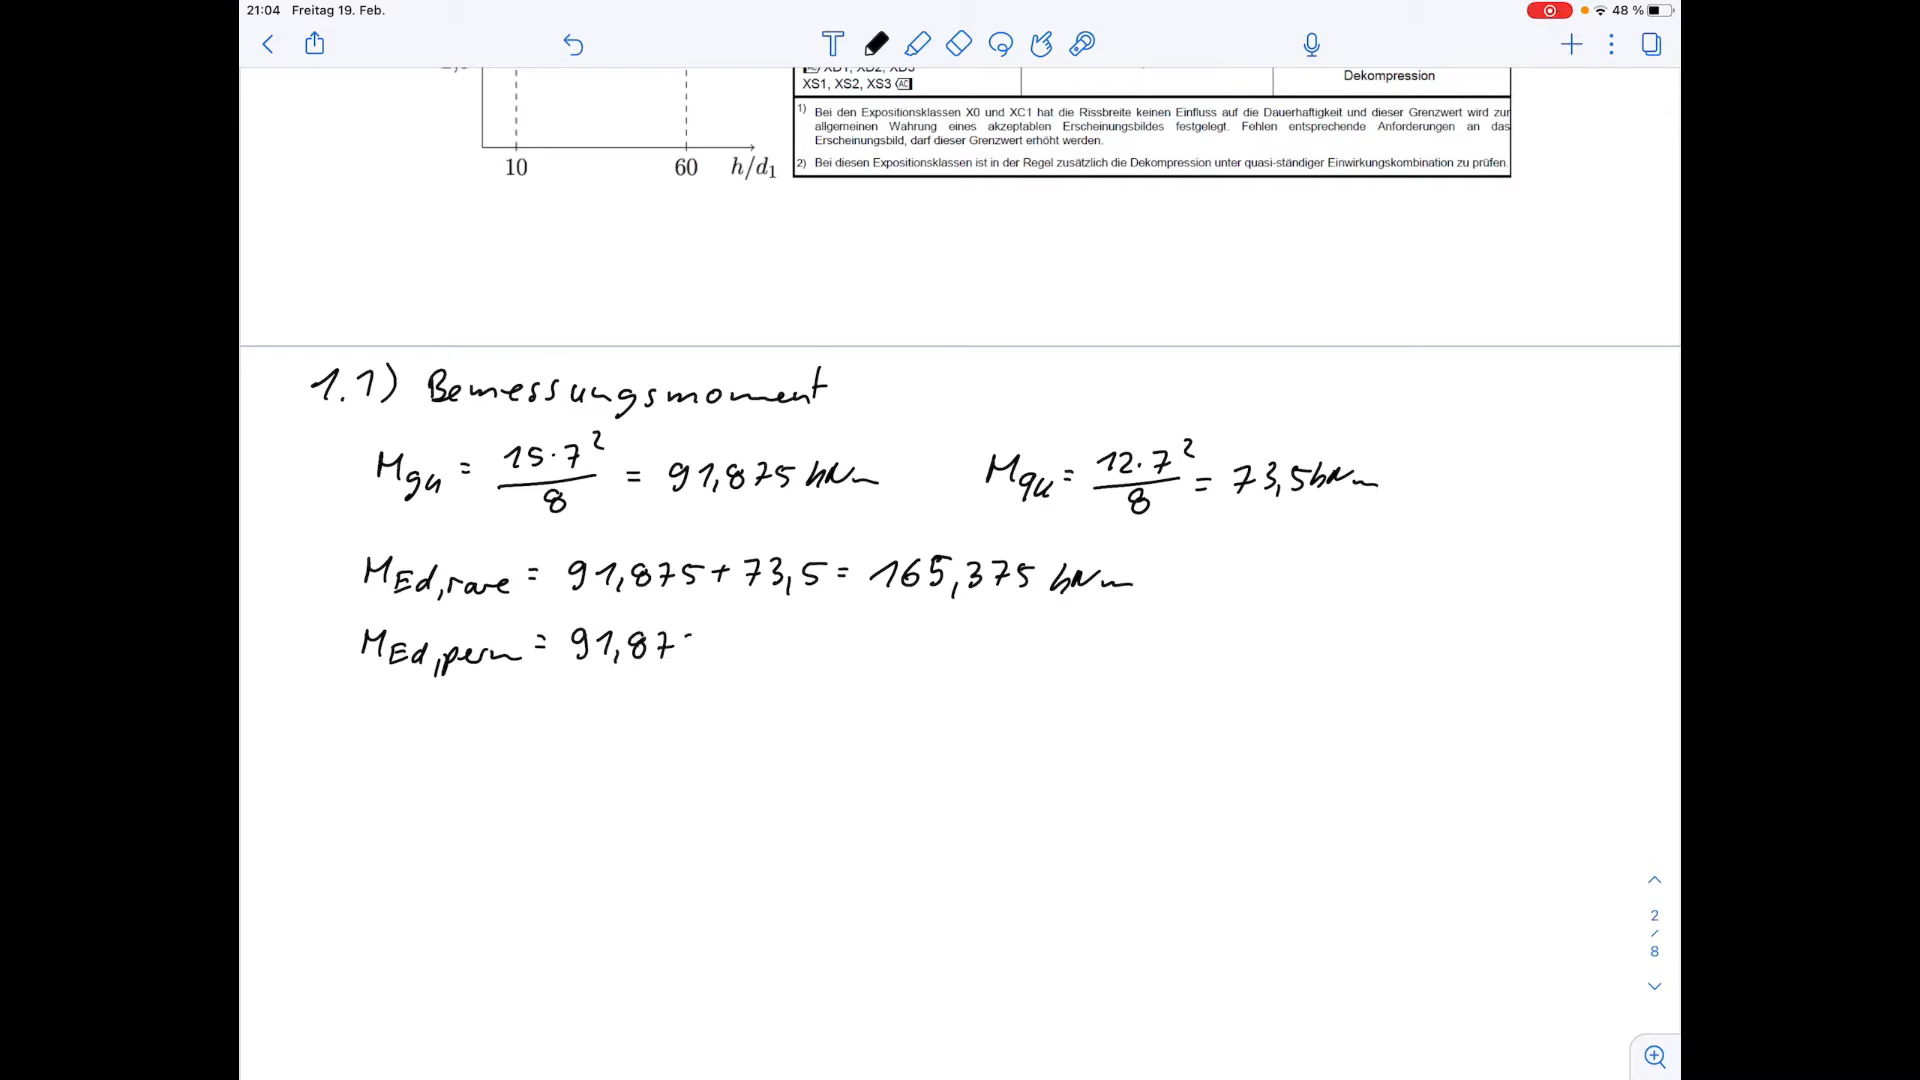 21:04 Freitag 19. Feb. 48 %
XS1, XS2, XS3 AC
Dekompression
1) Bei den Expositionsklassen X0 und XC1 hat die Rissbreite keinen Einfluss auf die Dauerhaftigkeit und dieser Grenzwert wird zur
allgemeinen Wahrung eines akzeptablen Erscheinungsbildes festgelegt. Fehlen entsprechende Anforderungen an das
Erscheinungsbild, darf dieser Grenzwert erhöht werden.
2) Bei diesen Expositionsklassen ist in der Regel zusätzlich die Dekompression unter quasi-ständiger Einwirkungskombination zu prüfen.
10 60 h/d₁
1.1) Bemessungsmoment
M_gk = 15·7²/8 = 91,875 kNm M_qk = 12·7²/8 = 73,5 kNm
M_Ed,rare = 91,875 + 73,5 = 165,375 kNm
M_Ed,perm = 91,87
2
/
8